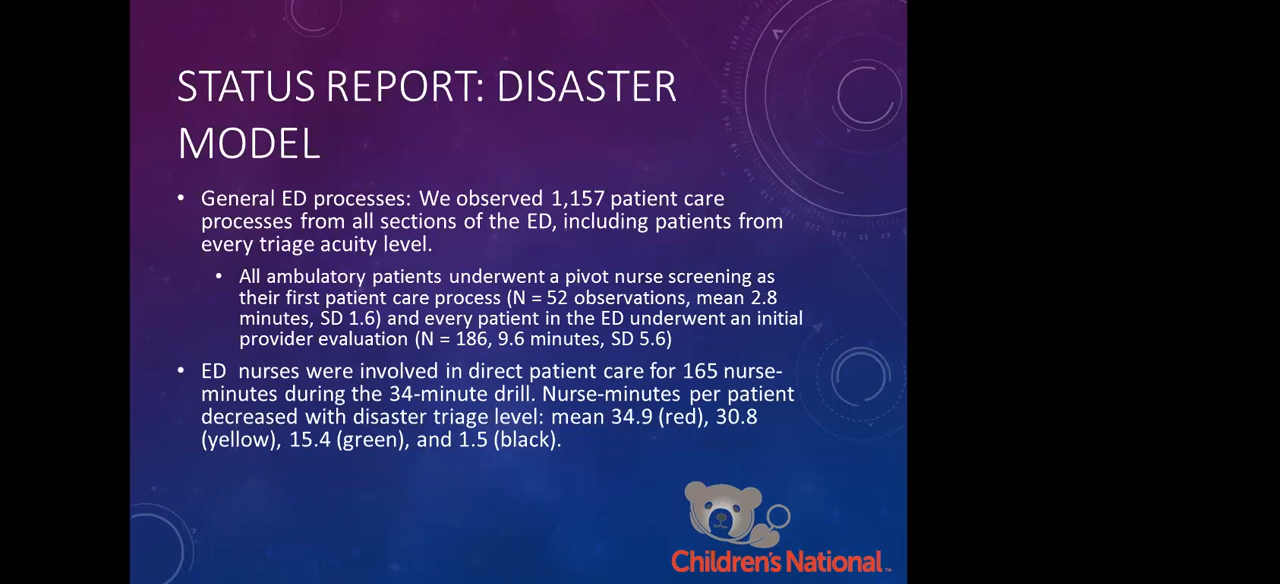 STATUS REPORT: DISASTER
MODEL
• General ED processes: We observed 1,157 patient care
processes from all sections of the ED, including patients from
every triage acuity level.
• All ambulatory patients underwent a pivot nurse screening as
their first patient care process (N = 52 observations, mean 2.8
minutes, SD 1.6) and every patient in the ED underwent an initial
provider evaluation (N = 186, 9.6 minutes, SD 5.6)
• ED nurses were involved in direct patient care for 165 nurse-
minutes during the 34-minute drill. Nurse-minutes per patient
decreased with disaster triage level: mean 34.9 (red), 30.8
(yellow), 15.4 (green), and 1.5 (black).
Children's National™